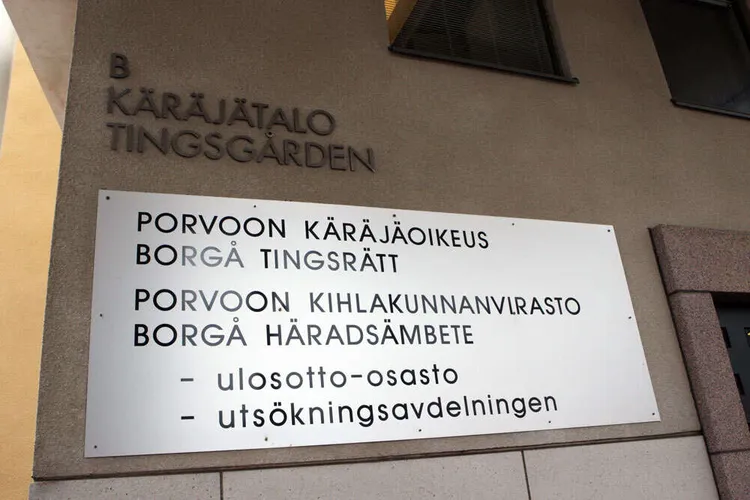 B
KÄRÄJÄTALO
TINGSGÅRDEN
PORVOON KÄRÄJÄOIKEUS
BORGÅ TINGSRÄTT
PORVOON KIHLAKUNNANVIRASTO
BORGÅ HÄRADSÄMBETE
- ulosotto-osasto
- utsökningsavdelningen